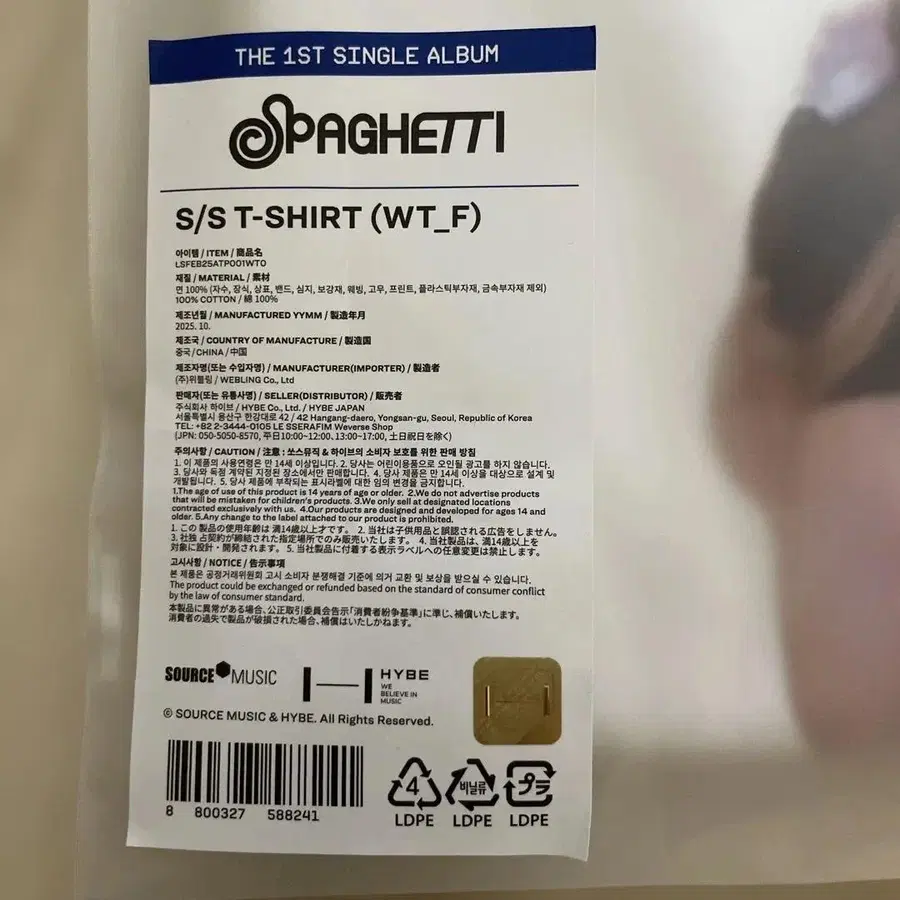 THE 1ST SINGLE ALBUM
SPAGHETTI
S/S T-SHIRT (WT_F)
아이템 / ITEM / 商品名
LSFEB25ATP001WT0
재질 / MATERIAL / 素材
면 100% (자수, 장식, 상표, 밴드, 심지, 보강재, 웨빙, 고무, 프린트, 플라스틱부자재, 금속부자재 제외)
100% COTTON / 綿 100%
제조년월 / MANUFACTURED YYMM / 製造年月
2025. 10.
제조국 / COUNTRY OF MANUFACTURE / 製造国
중국 / CHINA / 中国
제조자명(또는 수입자명) / MANUFACTURER(IMPORTER) / 製造者
(주)위블링 / WEBLING Co., Ltd
판매자(또는 유통사명) / SELLER(DISTRIBUTOR) / 販売者
주식회사 하이브 / HYBE Co., Ltd. / HYBE JAPAN
서울특별시 용산구 한강대로 42 / 42 Hangang-daero, Yongsan-gu, Seoul, Republic of Korea
TEL: +82 2-3444-0105 LE SSERAFIM Weverse Shop
(JPN: 050-5050-8570, 平日10:00~12:00、13:00~17:00, 土日祝日を除く)
주의사항 / CAUTION / 注意 : 쏘스뮤직 & 하이브의 소비자 보호를 위한 판매 방침
1. 이 제품의 사용연령은 만 14세 이상입니다. 2. 당사는 어린이용품으로 오인될 광고를 하지 않습니다.
3. 당사와 독점 계약된 지정된 장소에서만 판매합니다. 4. 당사 제품은 만 14세 이상을 대상으로 설계 및
개발됩니다. 5. 당사 제품에 부착되는 표시라벨에 대한 임의 변경을 금지합니다.
1.The age of use of this product is 14 years of age or older. 2.We do not advertise products
that will be mistaken for children's products. 3.We only sell at designated locations
contracted exclusively with us. 4.Our products are designed and developed for ages 14 and
older. 5.Any change to the label attached to our product is prohibited.
1. この 製品の使用年齢は 満14歳以上才です。 2. 当社は子供用品と誤認される広告をしません。
3. 社独 占契約が締結された指定場所でのみ販売いたします。 4. 当社製品は、満14歳以上を
対象に設計・開発されます。 5. 当社製品に付着する表示ラベルへの任意変更は禁止します。
고시사항 / NOTICE / 告示事項
본 제품은 공정거래위원회 고시 소비자 분쟁해결 기준에 의거 교환 및 보상을 받으실 수 있습니다.
The product could be exchanged or refunded based on the standard of consumer conflict
by the law of consumer standard.
本製品に異常がある場合、公正取引委員会告示「消費者紛争基準」に準じ、補償いたします。
消費者の過失で製品が破損された場合、補償はいたしかねます。
SOURCE MUSIC
HYBE
WE
BELIEVE IN
MUSIC
© SOURCE MUSIC & HYBE. All Rights Reserved.
8 800327 588241
4 비닐류 プラ
LDPE LDPE LDPE